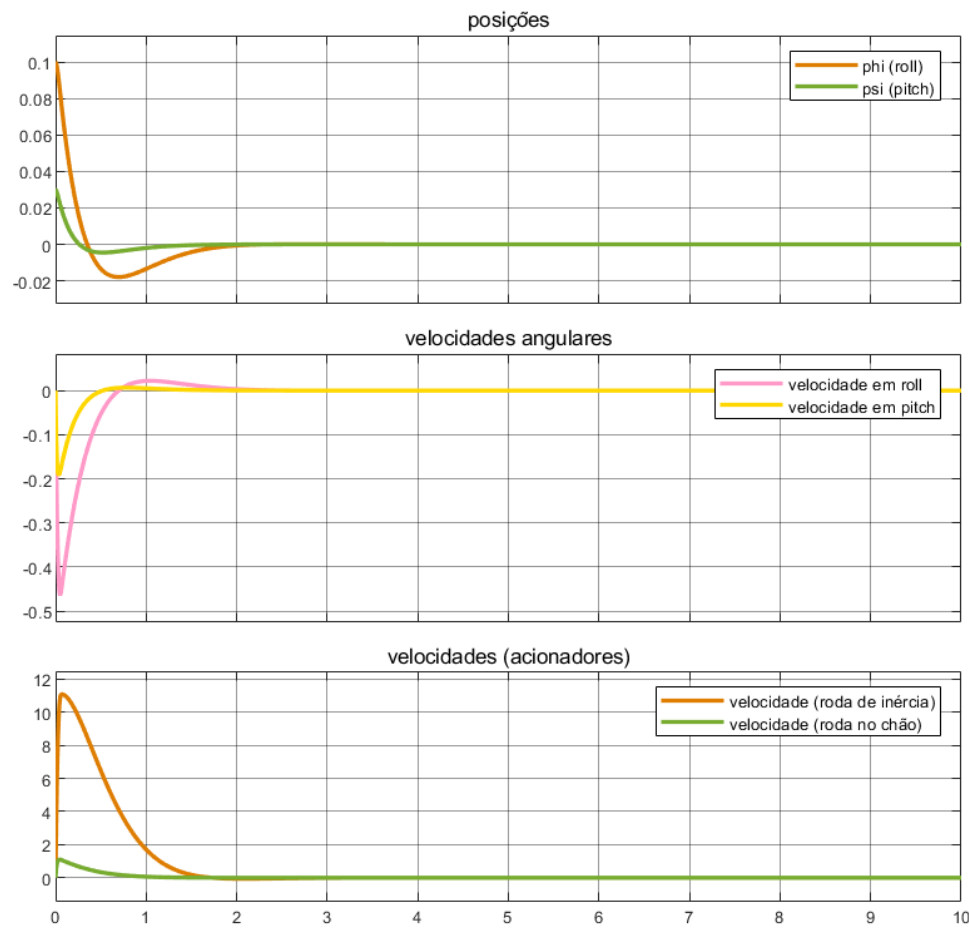 posições
0.1
0.08
0.06
0.04
0.02
0
-0.02
phi (roll)
psi (pitch)
velocidades angulares
0
-0.1
-0.2
-0.3
-0.4
-0.5
velocidade em roll
velocidade em pitch
velocidades (acionadores)
12
10
8
6
4
2
0
velocidade (roda de inércia)
velocidade (roda no chão)
0 1 2 3 4 5 6 7 8 9 10